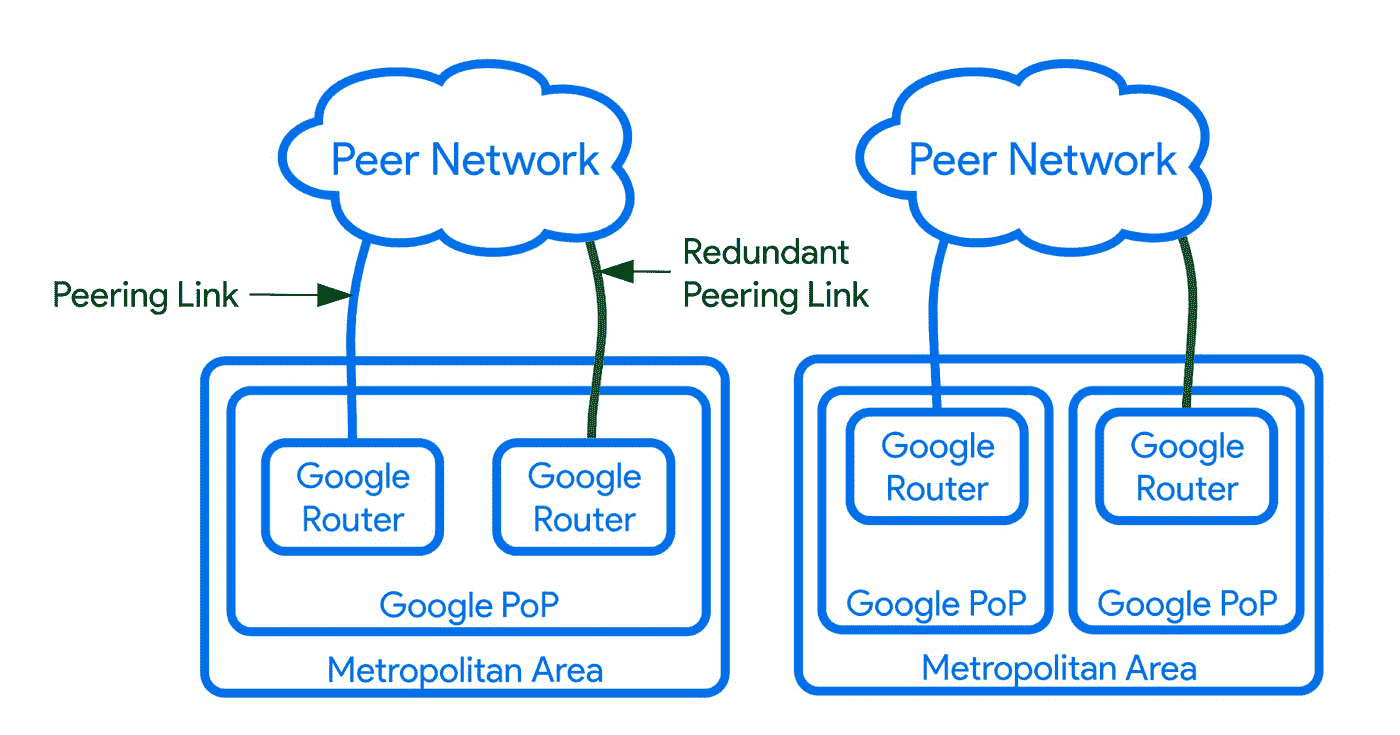 Peer Network
Peer Network
Peering Link
Redundant
Peering Link
Google
Router
Google
Router
Google PoP
Metropolitan Area
Google
Router
Google PoP
Google
Router
Google PoP
Metropolitan Area